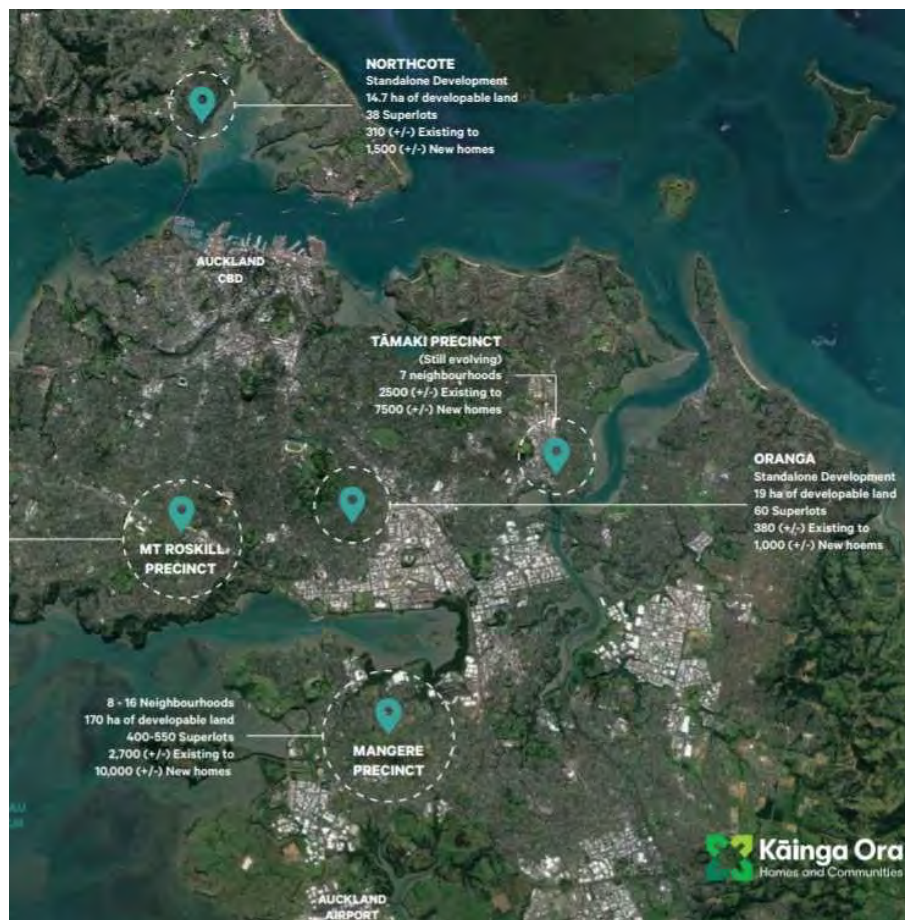 NORTHCOTE
Standalone Development
14.7 ha of developable land
38 Superlots
310 (+/-) Existing to
1,500 (+/-) New homes
AUCKLAND
CBD
TĀMAKI PRECINCT
(Still evolving)
7 neighbourhoods
2500 (+/-) Existing to
7500 (+/-) New homes
ORANGA
Standalone Development
19 ha of developable land
60 Superlots
380 (+/-) Existing to
1,000 (+/-) New hoems
MT ROSKILL
PRECINCT
8 - 16 Neighbourhoods
170 ha of developable land
400-550 Superlots
2,700 (+/-) Existing to
10,000 (+/-) New homes
MANGERE
PRECINCT
Kāinga Ora
Homes and Communities
AUCKLAND
AIRPORT